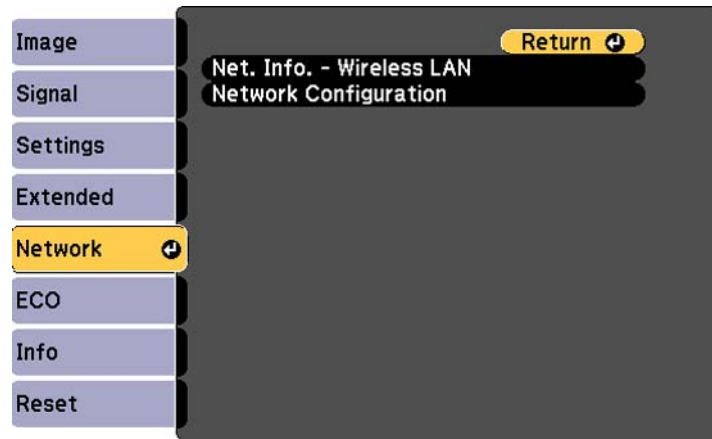 Image
Signal
Settings
Extended
Network
ECO
Info
Reset
Return
Net. Info. - Wireless LAN
Network Configuration